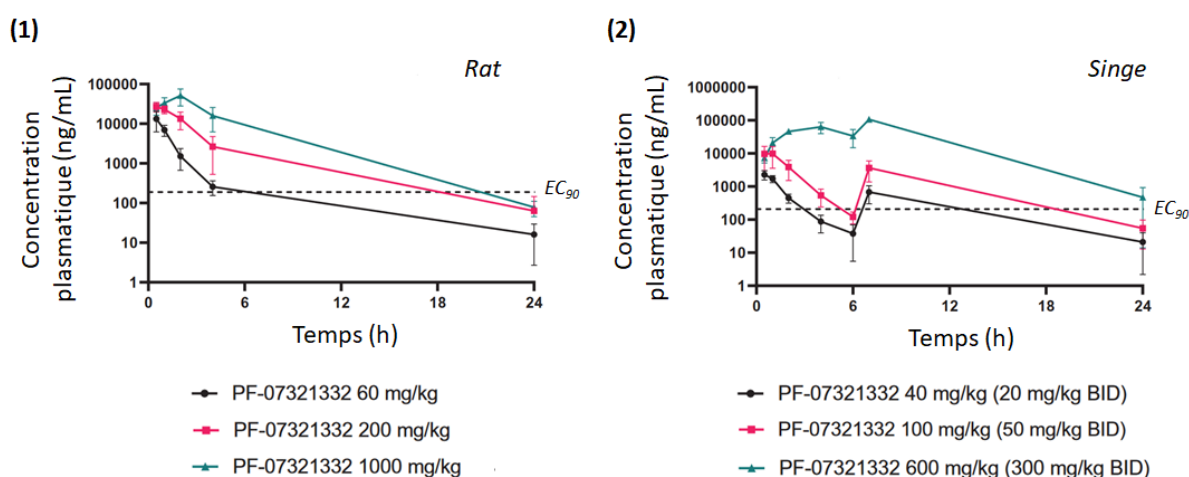 (1)
Rat
Concentration
plasmatique (ng/mL)
100000
10000
1000
100
10
1
EC90
0 6 12 18 24
Temps (h)
PF-07321332 60 mg/kg
PF-07321332 200 mg/kg
PF-07321332 1000 mg/kg
(2)
Singe
Concentration
plasmatique (ng/mL)
1000000
100000
10000
1000
100
10
1
EC90
0 6 12 18 24
Temps (h)
PF-07321332 40 mg/kg (20 mg/kg BID)
PF-07321332 100 mg/kg (50 mg/kg BID)
PF-07321332 600 mg/kg (300 mg/kg BID)